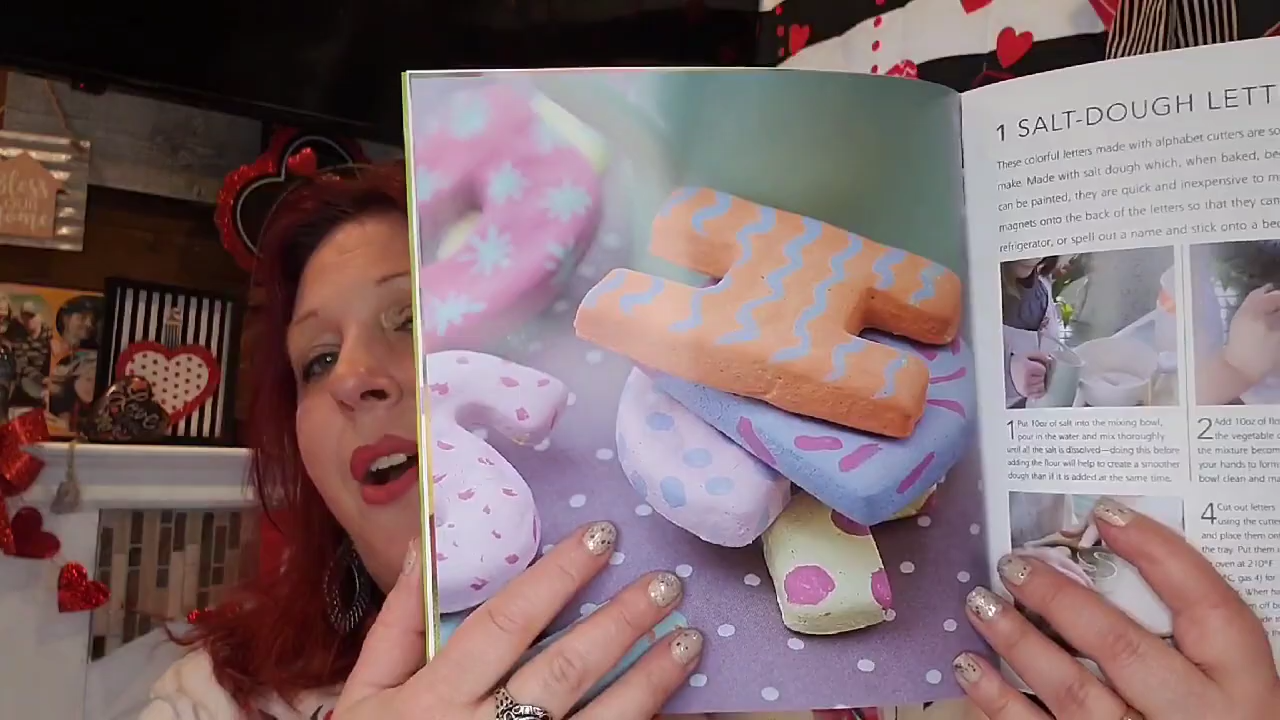 Bless
Home
1 SALT-DOUGH LETT
These colorful letters made with alphabet cutters are so
make. Made with salt dough which, when baked, be
can be painted, they are quick and inexpensive to m
magnets onto the back of the letters so that they can
refrigerator, or spell out a name and stick onto a be
1 Put 10oz of salt into the mixing bowl,
pour in the water and mix thoroughly
until all the salt is dissolved—doing this before
adding the flour will help to create a smoother
dough than if it is added at the same time.
2 Add 10oz of flo
the vegetable
the mixture becom
your hands to form
bowl clean and ma
4 Cut out letters
using the cutte
and place them ont
the tray. Put them
oven at 210°F
C, gas 4) for
When ha
m off b